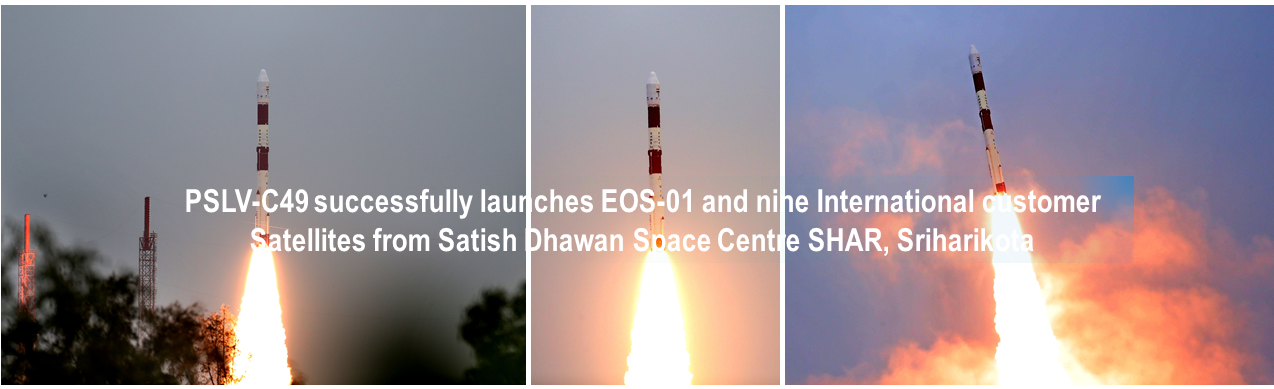 PSLV-C49 successfully launches EOS-01 and nine International customer
Satellites from Satish Dhawan Space Centre SHAR, Sriharikota